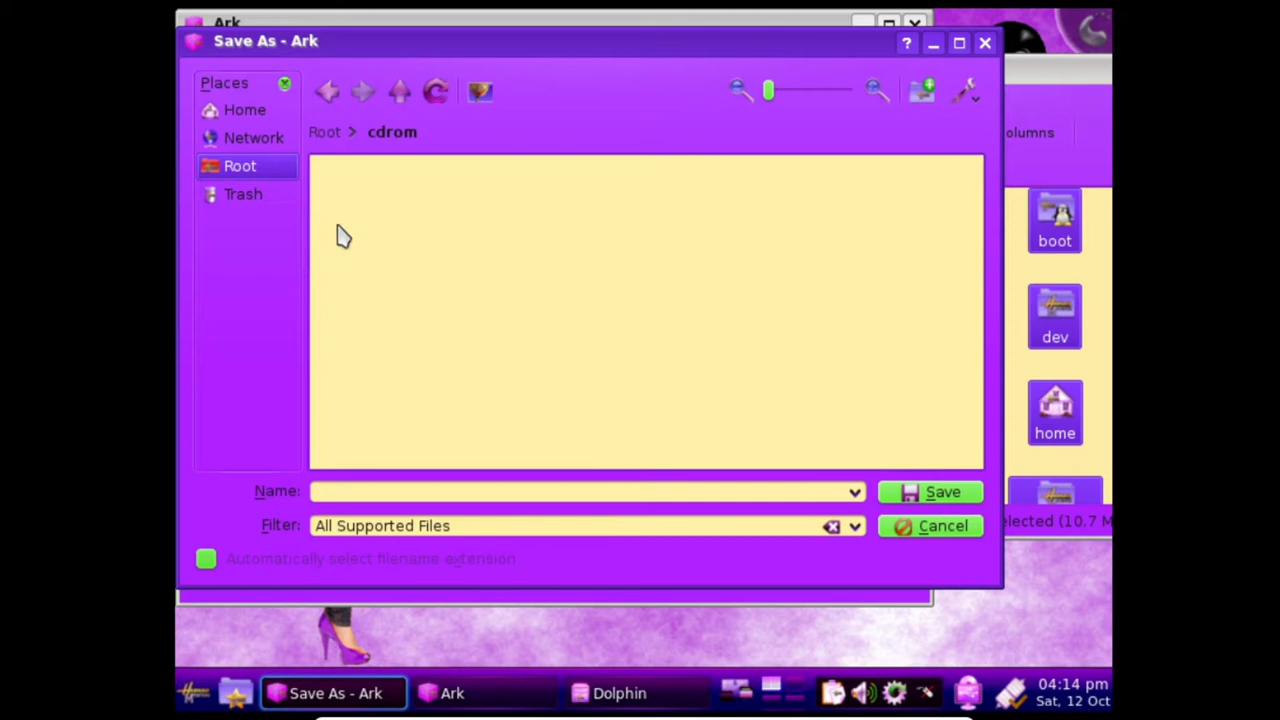 Ark
Save As - Ark
?
Places
Home
Network
Root
Trash
Root > cdrom
olumns
boot
dev
home
Name:
Save
elected (10.7 M
Filter: All Supported Files
Cancel
Automatically select filename extension
Save As - Ark
Ark
Dolphin
04:14 pm
Sat, 12 Oct